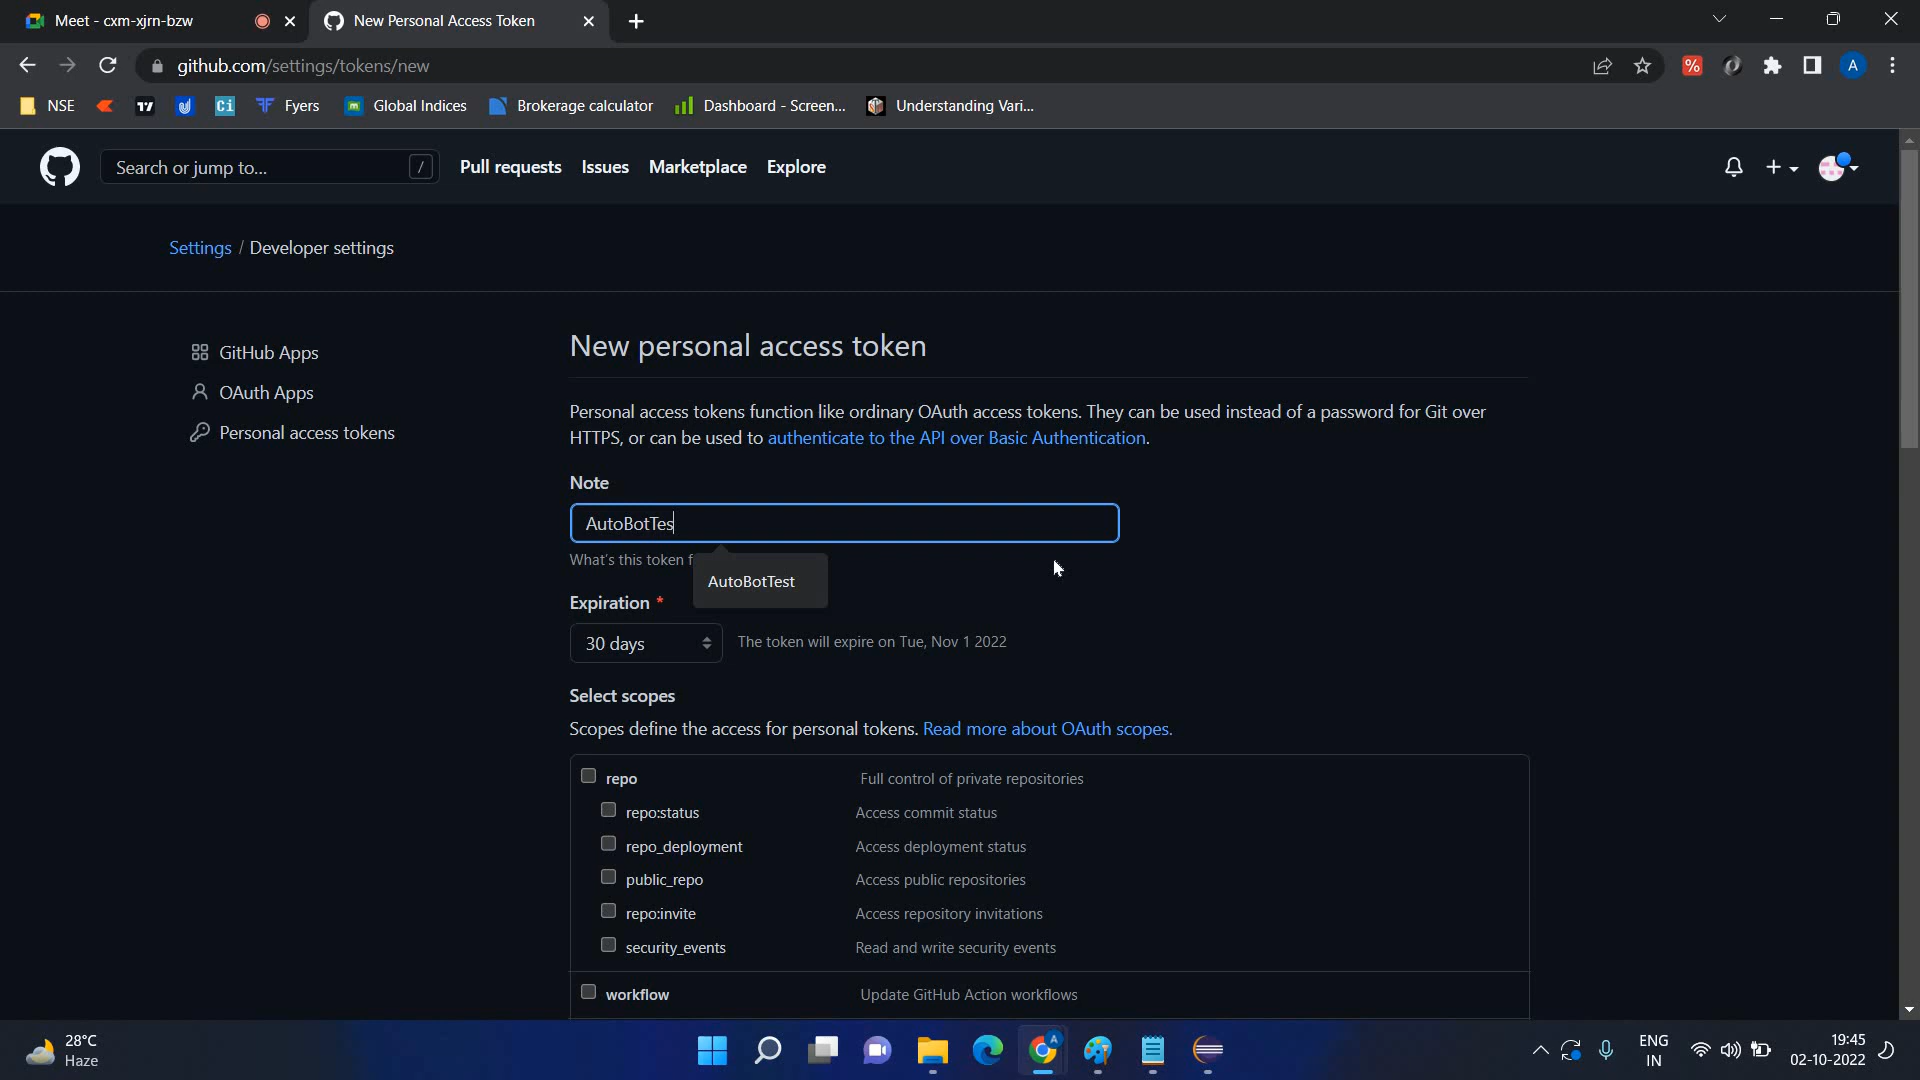 Meet - cxm-xjrn-bzw
New Personal Access Token
github.com/settings/tokens/new
NSE
Ci
Fyers
Global Indices
Brokerage calculator
Dashboard - Screen...
Understanding Vari...
%
A
Search or jump to...
/
Pull requests
Issues
Marketplace
Explore
Settings / Developer settings
GitHub Apps
OAuth Apps
Personal access tokens
New personal access token
Personal access tokens function like ordinary OAuth access tokens. They can be used instead of a password for Git over
HTTPS, or can be used to authenticate to the API over Basic Authentication.
Note
AutoBotTes
What's this token f
AutoBotTest
Expiration *
30 days
The token will expire on Tue, Nov 1 2022
Select scopes
Scopes define the access for personal tokens. Read more about OAuth scopes.
repo Full control of private repositories
repo:status Access commit status
repo_deployment Access deployment status
public_repo Access public repositories
repo:invite Access repository invitations
security_events Read and write security events
workflow Update GitHub Action workflows
28°C
Haze
A
ENG
IN
19:45
02-10-2022